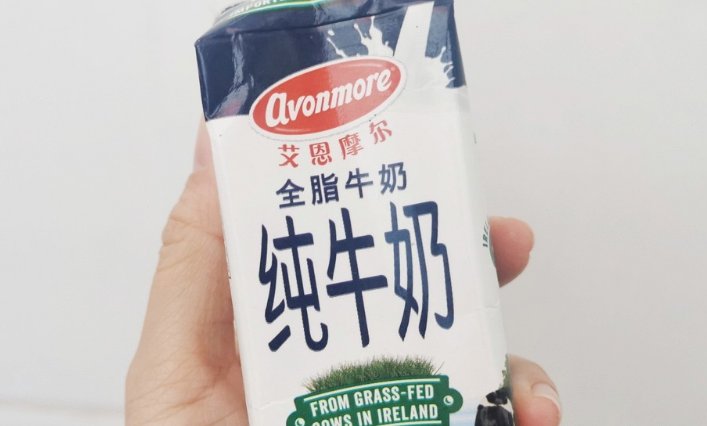 avonmore
艾恩摩尔
全脂牛奶
纯牛奶
FROM GRASS-FED
COWS IN IRELAND